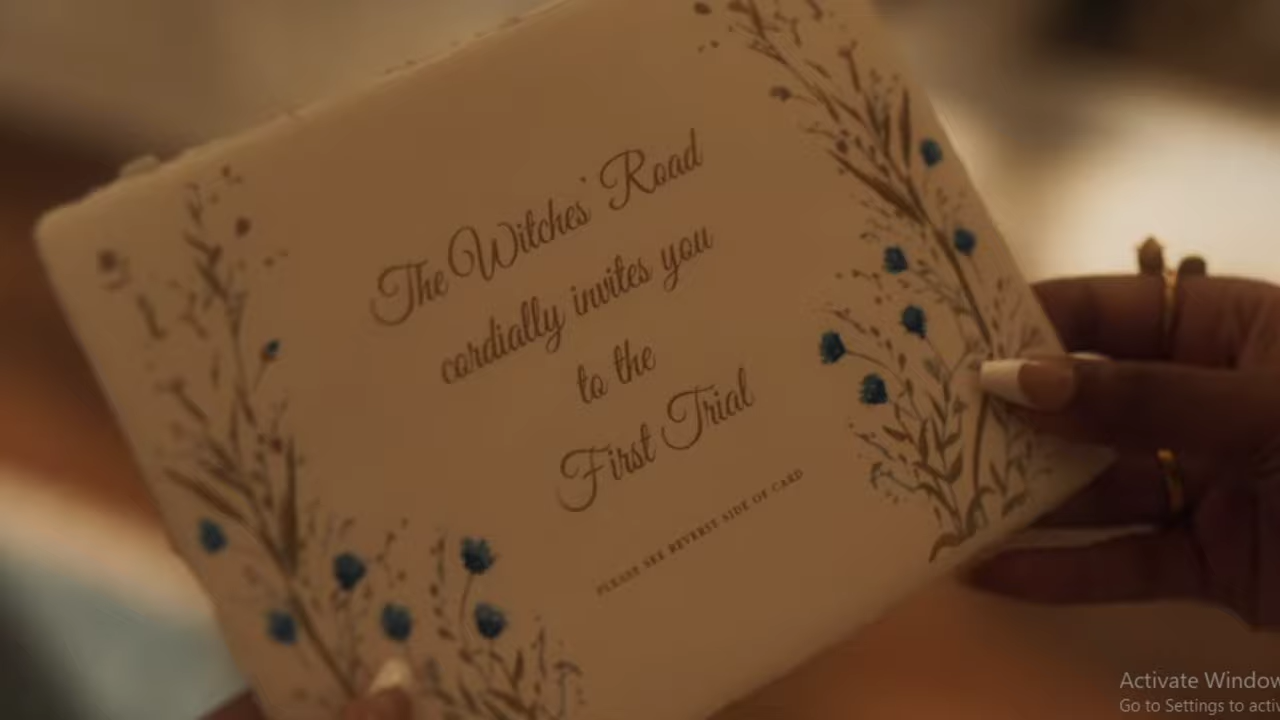 The Witches' Road
cordially invites you
to the
First Trial
PLEASE SEE REVERSE SIDE OF CARD
Activate Window
Go to Settings to activ